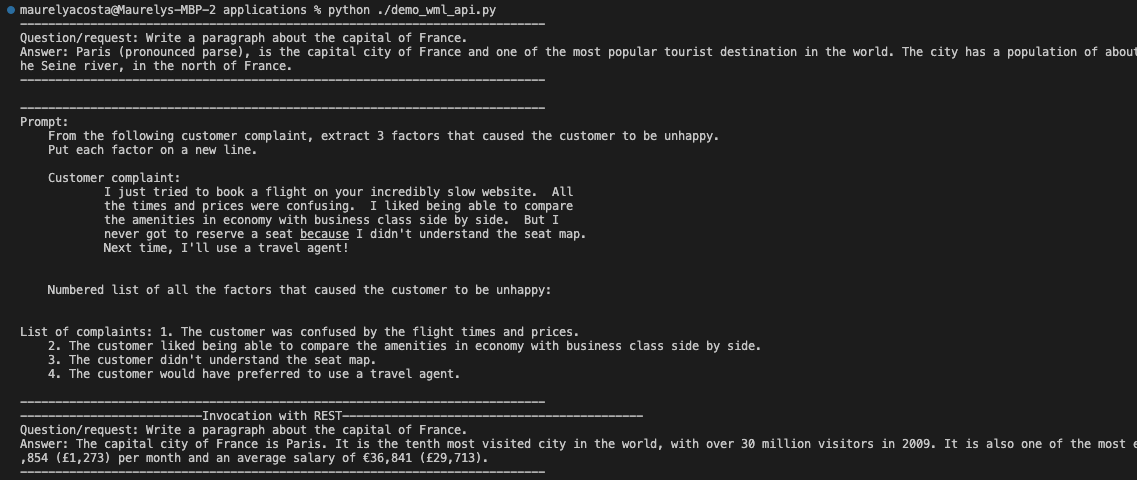 maurelyacosta@Maurelys-MBP-2 applications % python ./demo_wml_api.py
---------------------------------------------------------------------------
Question/request: Write a paragraph about the capital of France.
Answer: Paris (pronounced parse), is the capital city of France and one of the most popular tourist destination in the world. The city has a population of about
he Seine river, in the north of France.
---------------------------------------------------------------------------
---------------------------------------------------------------------------
Prompt:
From the following customer complaint, extract 3 factors that caused the customer to be unhappy.
Put each factor on a new line.
Customer complaint:
I just tried to book a flight on your incredibly slow website.  All
the times and prices were confusing.  I liked being able to compare
the amenities in economy with business class side by side.  But I
never got to reserve a seat because I didn't understand the seat map.
Next time, I'll use a travel agent!
Numbered list of all the factors that caused the customer to be unhappy:
List of complaints: 1. The customer was confused by the flight times and prices.
2. The customer liked being able to compare the amenities in economy with business class side by side.
3. The customer didn't understand the seat map.
4. The customer would have preferred to use a travel agent.
---------------------------------------------------------------------------
--------------------------Invocation with REST-------------------------------------------
Question/request: Write a paragraph about the capital of France.
Answer: The capital city of France is Paris. It is the tenth most visited city in the world, with over 30 million visitors in 2009. It is also one of the most e
,854 (£1,273) per month and an average salary of €36,841 (£29,713).
---------------------------------------------------------------------------